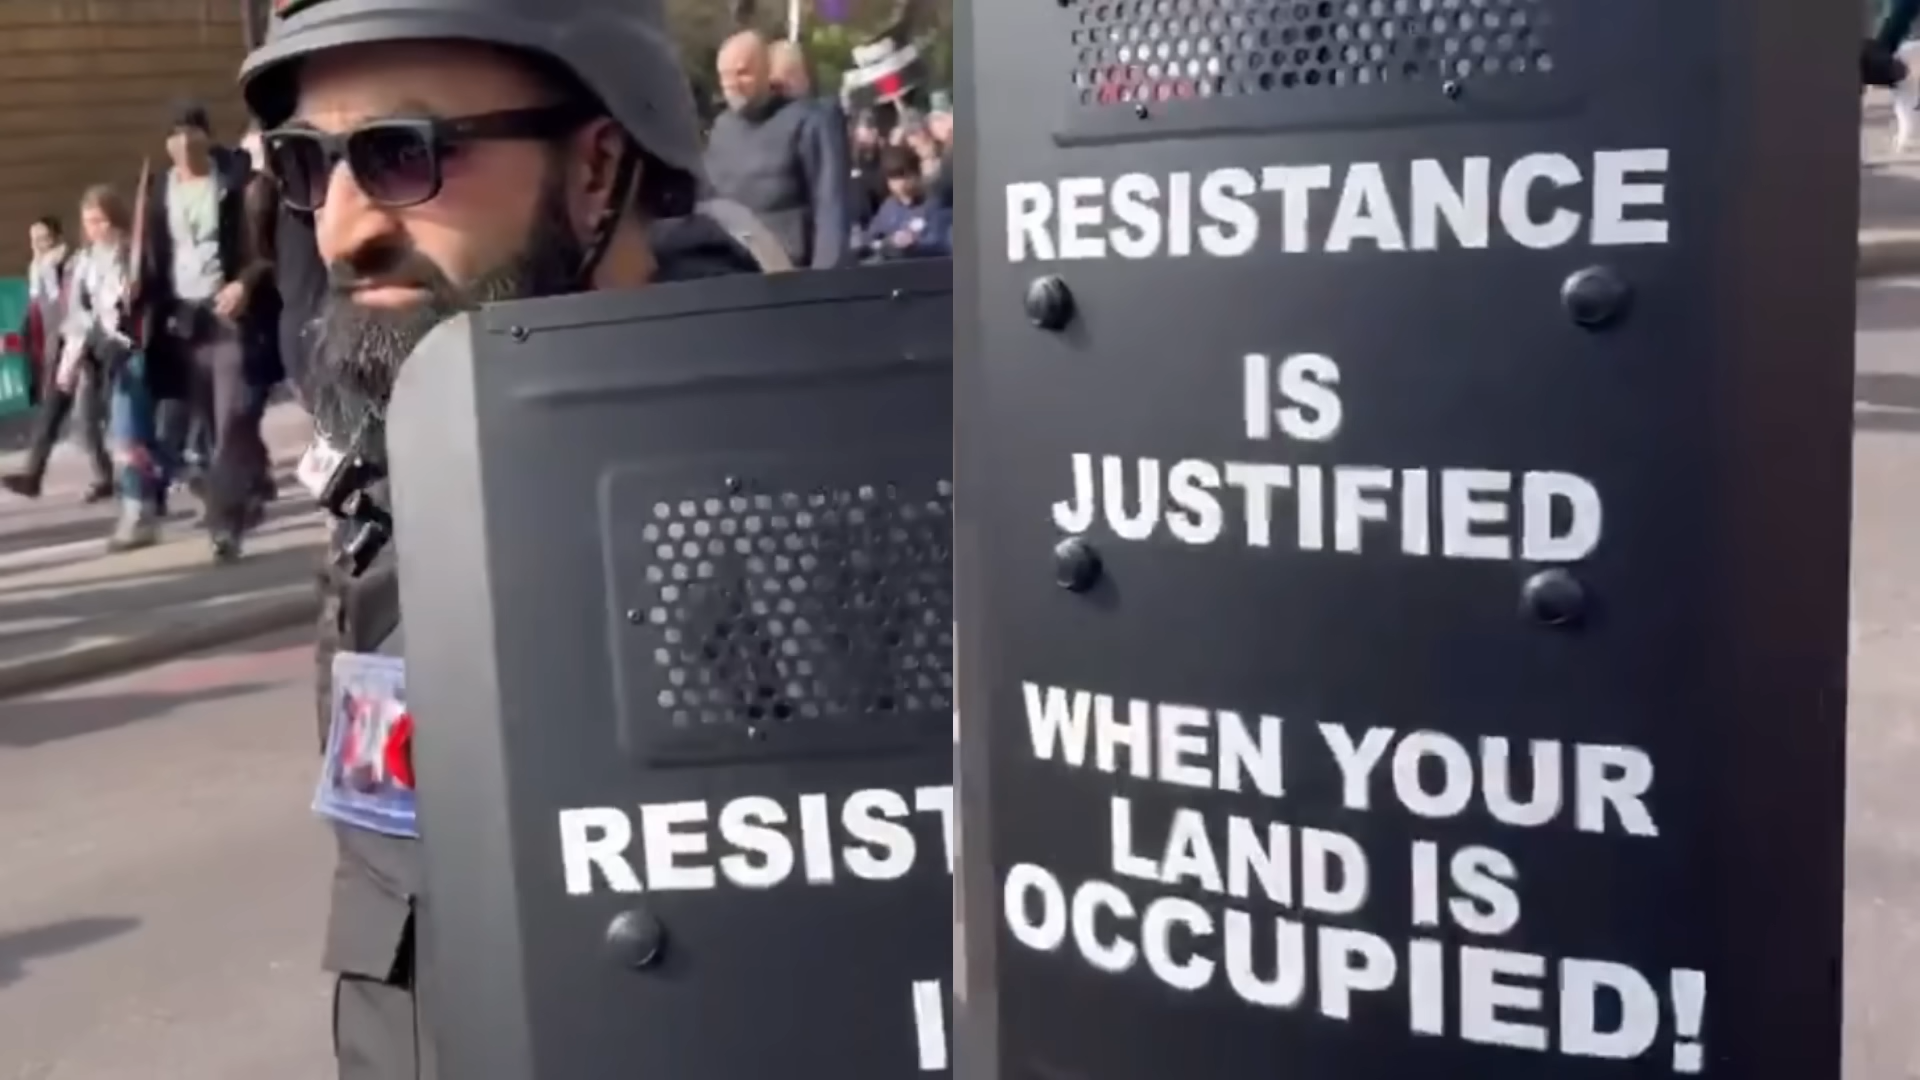 RESIST
I
RESISTANCE
IS
JUSTIFIED
WHEN YOUR
LAND IS
OCCUPIED!